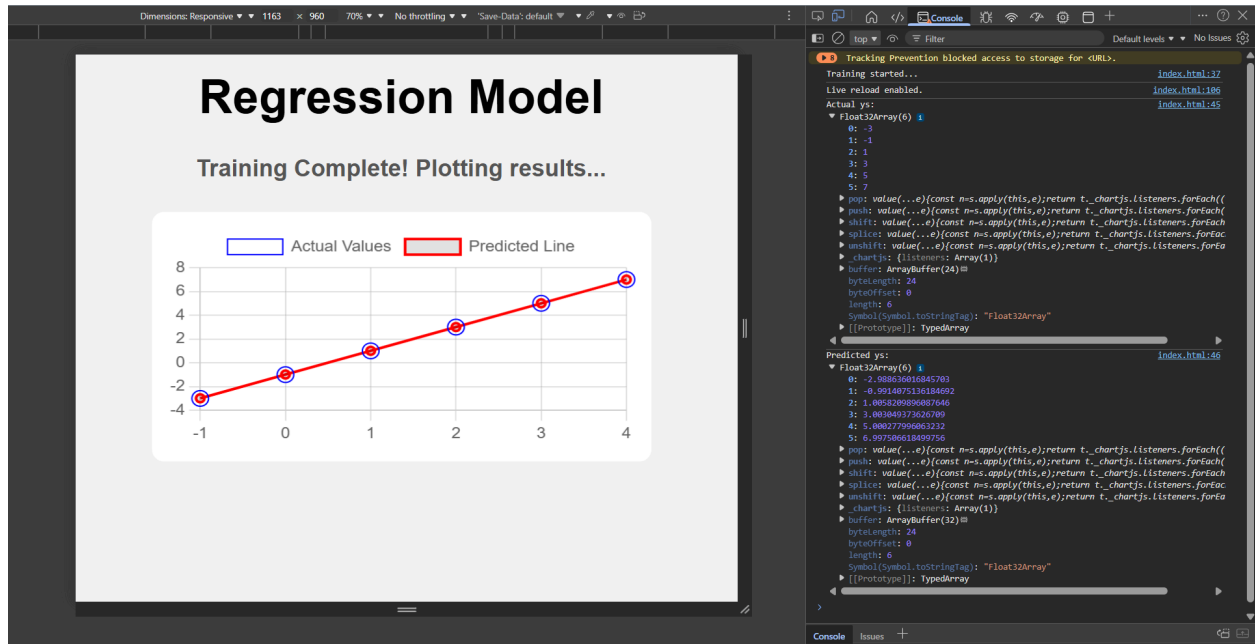 Dimensions: Responsive 1163 × 960 70% No throttling 'Save-Data': default
Regression Model
Training Complete! Plotting results...
Actual Values Predicted Line
8
6
4
2
0
-2
-4
-1 0 1 2 3 4
Console
top Filter Default levels No Issues
8 Tracking Prevention blocked access to storage for <URL>.
Training started... index.html:37
Live reload enabled. index.html:106
Actual ys: index.html:45
Float32Array(6) i
0: -3
1: -1
2: 1
3: 3
4: 5
5: 7
pop: value(...e){const n=s.apply(this,e);return t._chartjs.listeners.forEach((
push: value(...e){const n=s.apply(this,e);return t._chartjs.listeners.forEach(
shift: value(...e){const n=s.apply(this,e);return t._chartjs.listeners.forEach
splice: value(...e){const n=s.apply(this,e);return t._chartjs.listeners.forEac
unshift: value(...e){const n=s.apply(this,e);return t._chartjs.listeners.forEa
_chartjs: {listeners: Array(1)}
buffer: ArrayBuffer(24)
byteLength: 24
byteOffset: 0
length: 6
Symbol(Symbol.toStringTag): "Float32Array"
[[Prototype]]: TypedArray
Predicted ys: index.html:46
Float32Array(6) i
0: -2.988636016845703
1: -0.9914075136184692
2: 1.0058209896087646
3: 3.003049373626709
4: 5.000277996063232
5: 6.997506618499756
pop: value(...e){const n=s.apply(this,e);return t._chartjs.listeners.forEach((
push: value(...e){const n=s.apply(this,e);return t._chartjs.listeners.forEach(
shift: value(...e){const n=s.apply(this,e);return t._chartjs.listeners.forEach
splice: value(...e){const n=s.apply(this,e);return t._chartjs.listeners.forEac
unshift: value(...e){const n=s.apply(this,e);return t._chartjs.listeners.forEa
_chartjs: {listeners: Array(1)}
buffer: ArrayBuffer(32)
byteLength: 24
byteOffset: 0
length: 6
Symbol(Symbol.toStringTag): "Float32Array"
[[Prototype]]: TypedArray
Console Issues